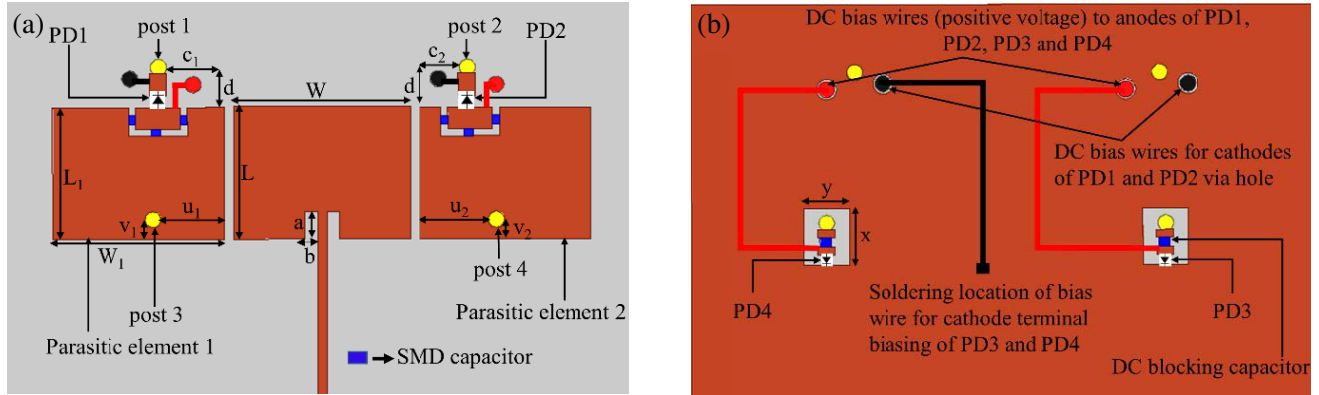 (a)
post 1
post 2
PD1
PD2
c1
c2
d
d
W
L1
L
u1
v1
W1
a
b
u2
v2
post 3
post 4
Parasitic element 1
Parasitic element 2
SMD capacitor
(b)
DC bias wires (positive voltage) to anodes of PD1,
PD2, PD3 and PD4
DC bias wires for cathodes
of PD1 and PD2 via hole
y
x
PD4
PD3
Soldering location of bias
wire for cathode terminal
biasing of PD3 and PD4
DC blocking capacitor